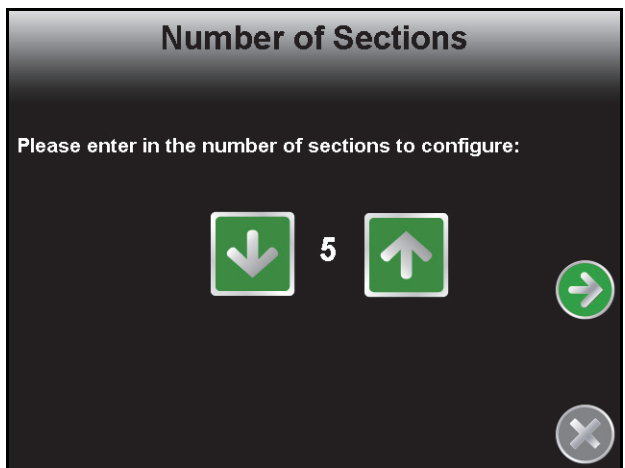 Number of Sections
Please enter in the number of sections to configure:
5